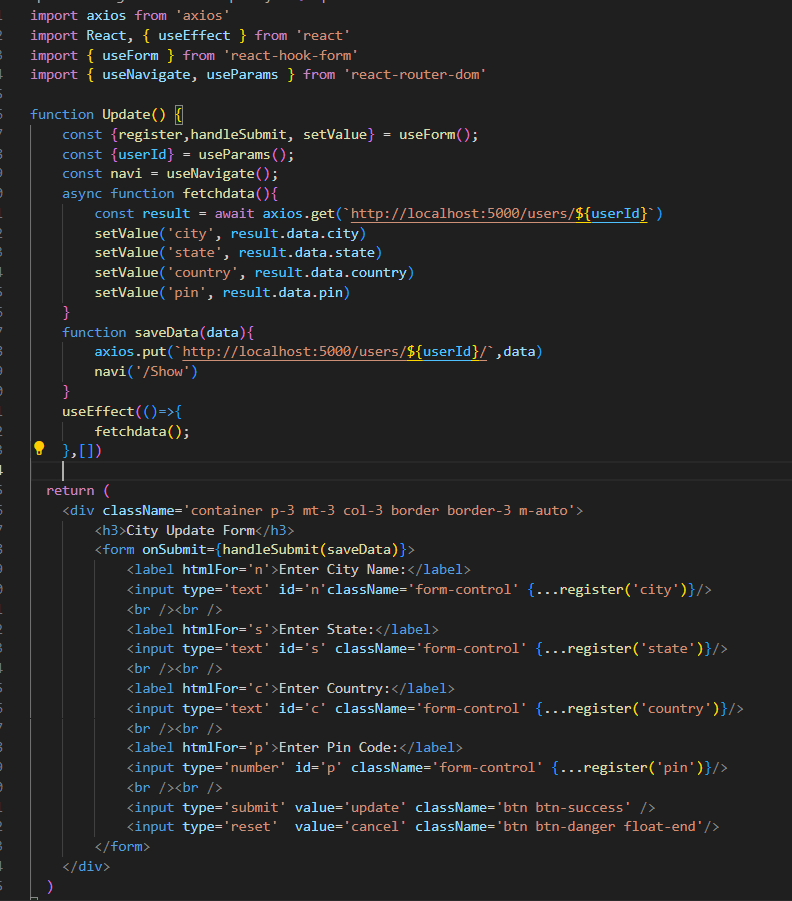 import axios from 'axios'
import React, { useEffect } from 'react'
import { useForm } from 'react-hook-form'
import { useNavigate, useParams } from 'react-router-dom'
function Update() {
const {register,handleSubmit, setValue} = useForm();
const {userId} = useParams();
const navi = useNavigate();
async function fetchdata(){
const result = await axios.get(`http://localhost:5000/users/${userId}`)
setValue('city', result.data.city)
setValue('state', result.data.state)
setValue('country', result.data.country)
setValue('pin', result.data.pin)
}
function saveData(data){
axios.put(`http://localhost:5000/users/${userId}/`,data)
navi('/Show')
}
useEffect(()=>{
fetchdata();
},[])
return (
<div className='container p-3 mt-3 col-3 border border-3 m-auto'>
<h3>City Update Form</h3>
<form onSubmit={handleSubmit(saveData)}>
<label htmlFor='n'>Enter City Name:</label>
<input type='text' id='n'className='form-control' {...register('city')}/>
<br /><br />
<label htmlFor='s'>Enter State:</label>
<input type='text' id='s' className='form-control' {...register('state')}/>
<br /><br />
<label htmlFor='c'>Enter Country:</label>
<input type='text' id='c' className='form-control' {...register('country')}/>
<br /><br />
<label htmlFor='p'>Enter Pin Code:</label>
<input type='number' id='p' className='form-control' {...register('pin')}/>
<br /><br />
<input type='submit' value='update' className='btn btn-success' />
<input type='reset'  value='cancel' className='btn btn-danger float-end'/>
</form>
</div>
)